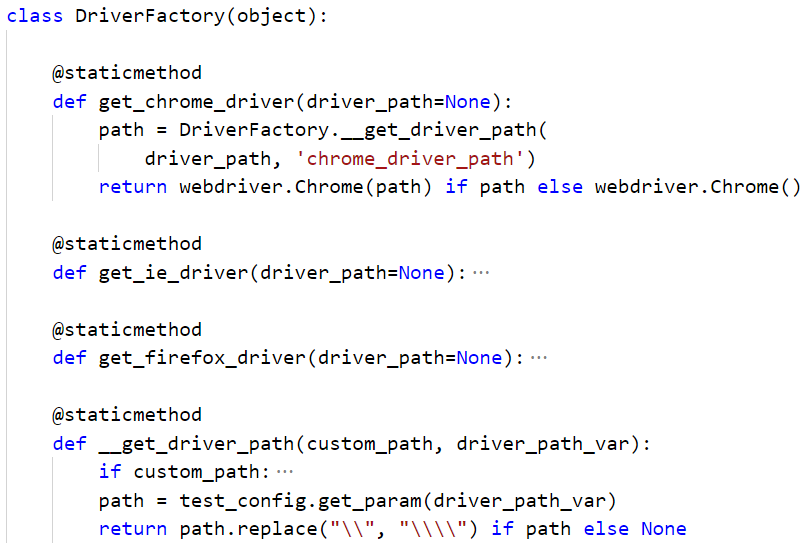 class DriverFactory(object):
@staticmethod
def get_chrome_driver(driver_path=None):
path = DriverFactory.__get_driver_path(
driver_path, 'chrome_driver_path')
return webdriver.Chrome(path) if path else webdriver.Chrome()
@staticmethod
def get_ie_driver(driver_path=None):···
@staticmethod
def get_firefox_driver(driver_path=None):···
@staticmethod
def __get_driver_path(custom_path, driver_path_var):
if custom_path:···
path = test_config.get_param(driver_path_var)
return path.replace("\\", "\\\\") if path else None